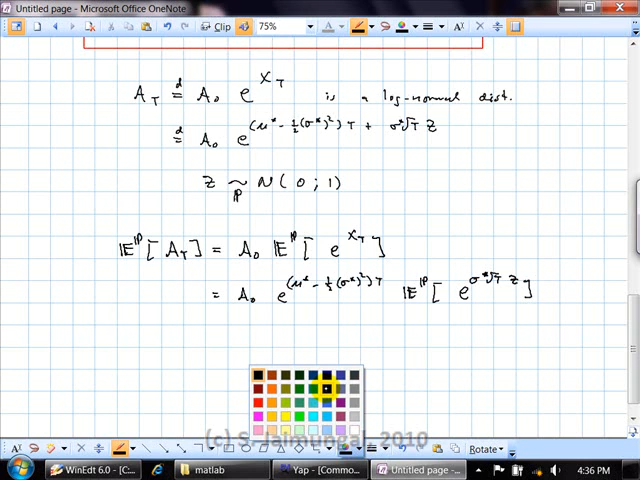 Untitled page - Microsoft Office OneNote
75%
Clip
A_T =^d A_0 e^{X_T} is a log-normal dist.
=^d A_0 e^{(μ* - ½(σ*)²)T + σ*√T Z}
Z ~_ℙ N(0; 1)
𝔼^ℙ[A_T] = A_0 𝔼^ℙ[e^{X_T}]
= A_0 e^{(μ* - ½(σ*)²)T} 𝔼^ℙ[e^{σ*√T Z}]
(c) S. Jaimungal, 2010
Rotate
WinEdt 6.0 - [C...
matlab
Yap - [Commo...
Untitled page - ...
4:36 PM